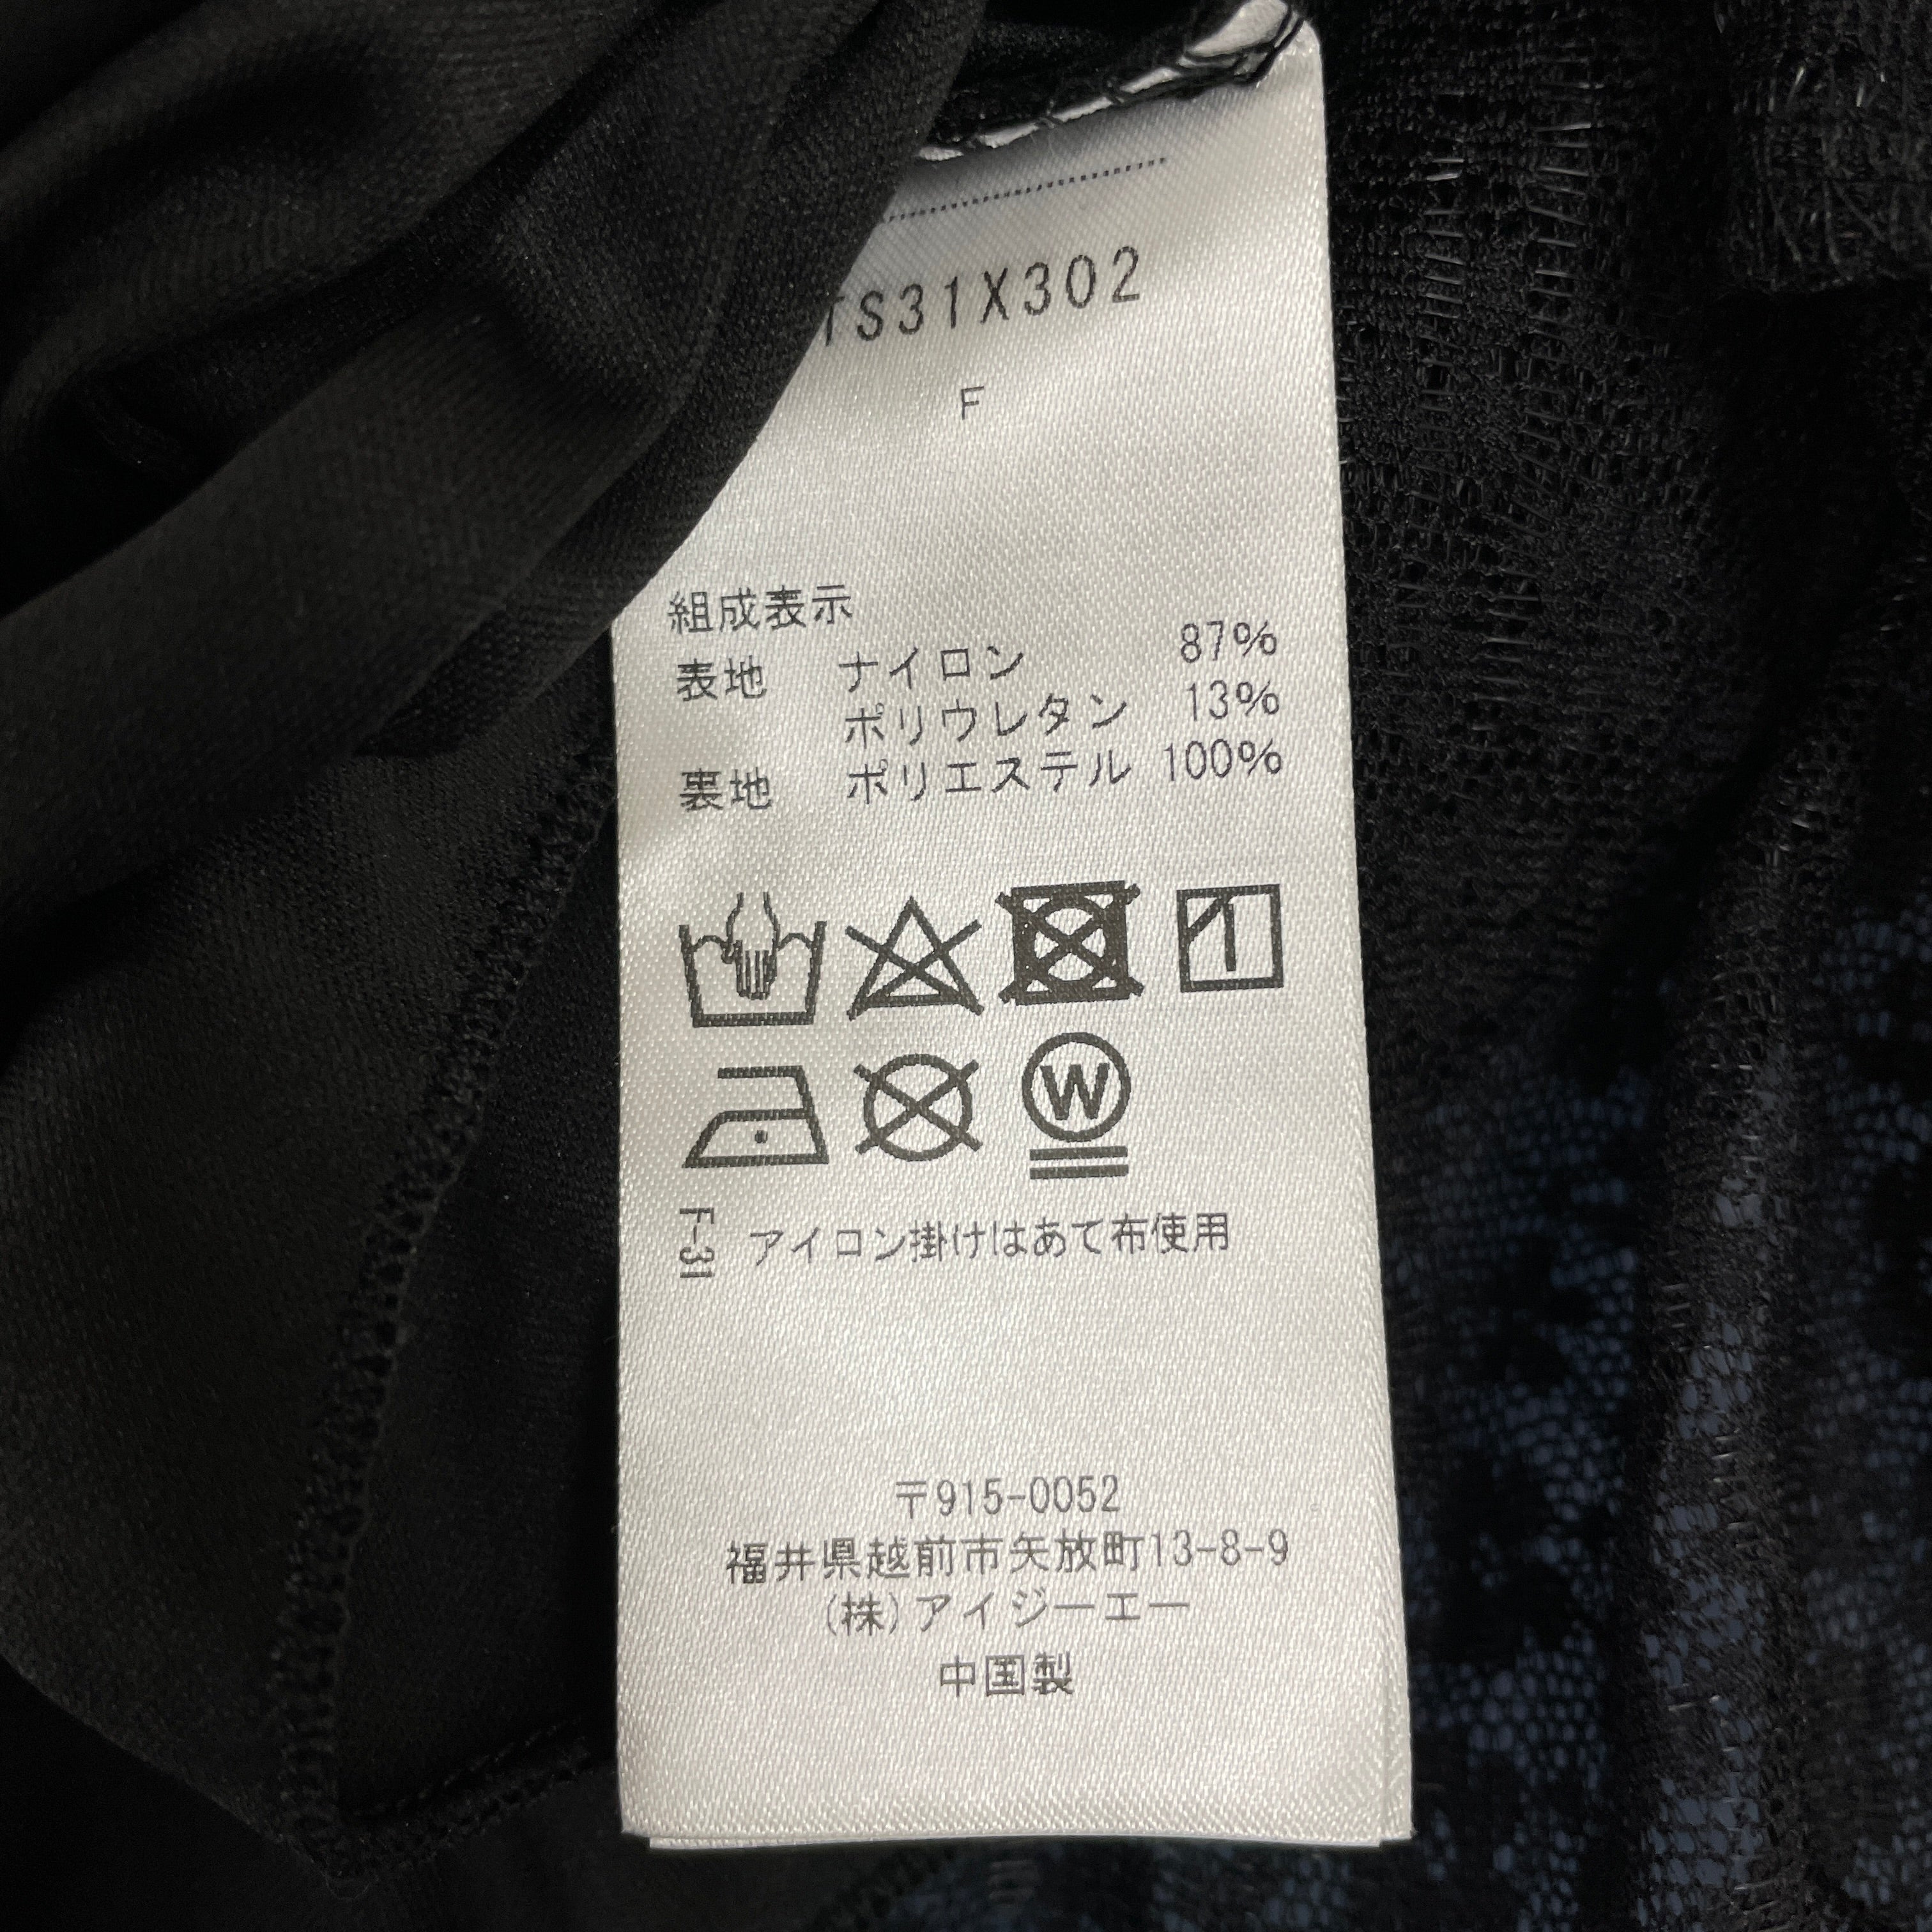 TS31X302
F
組成表示
表地 ナイロン 87%
ポリウレタン 13%
裏地 ポリエステル 100%
W
F-31 アイロン掛けはあて布使用
〒915-0052
福井県越前市矢放町13-8-9
(株)アイジーエー
中国製